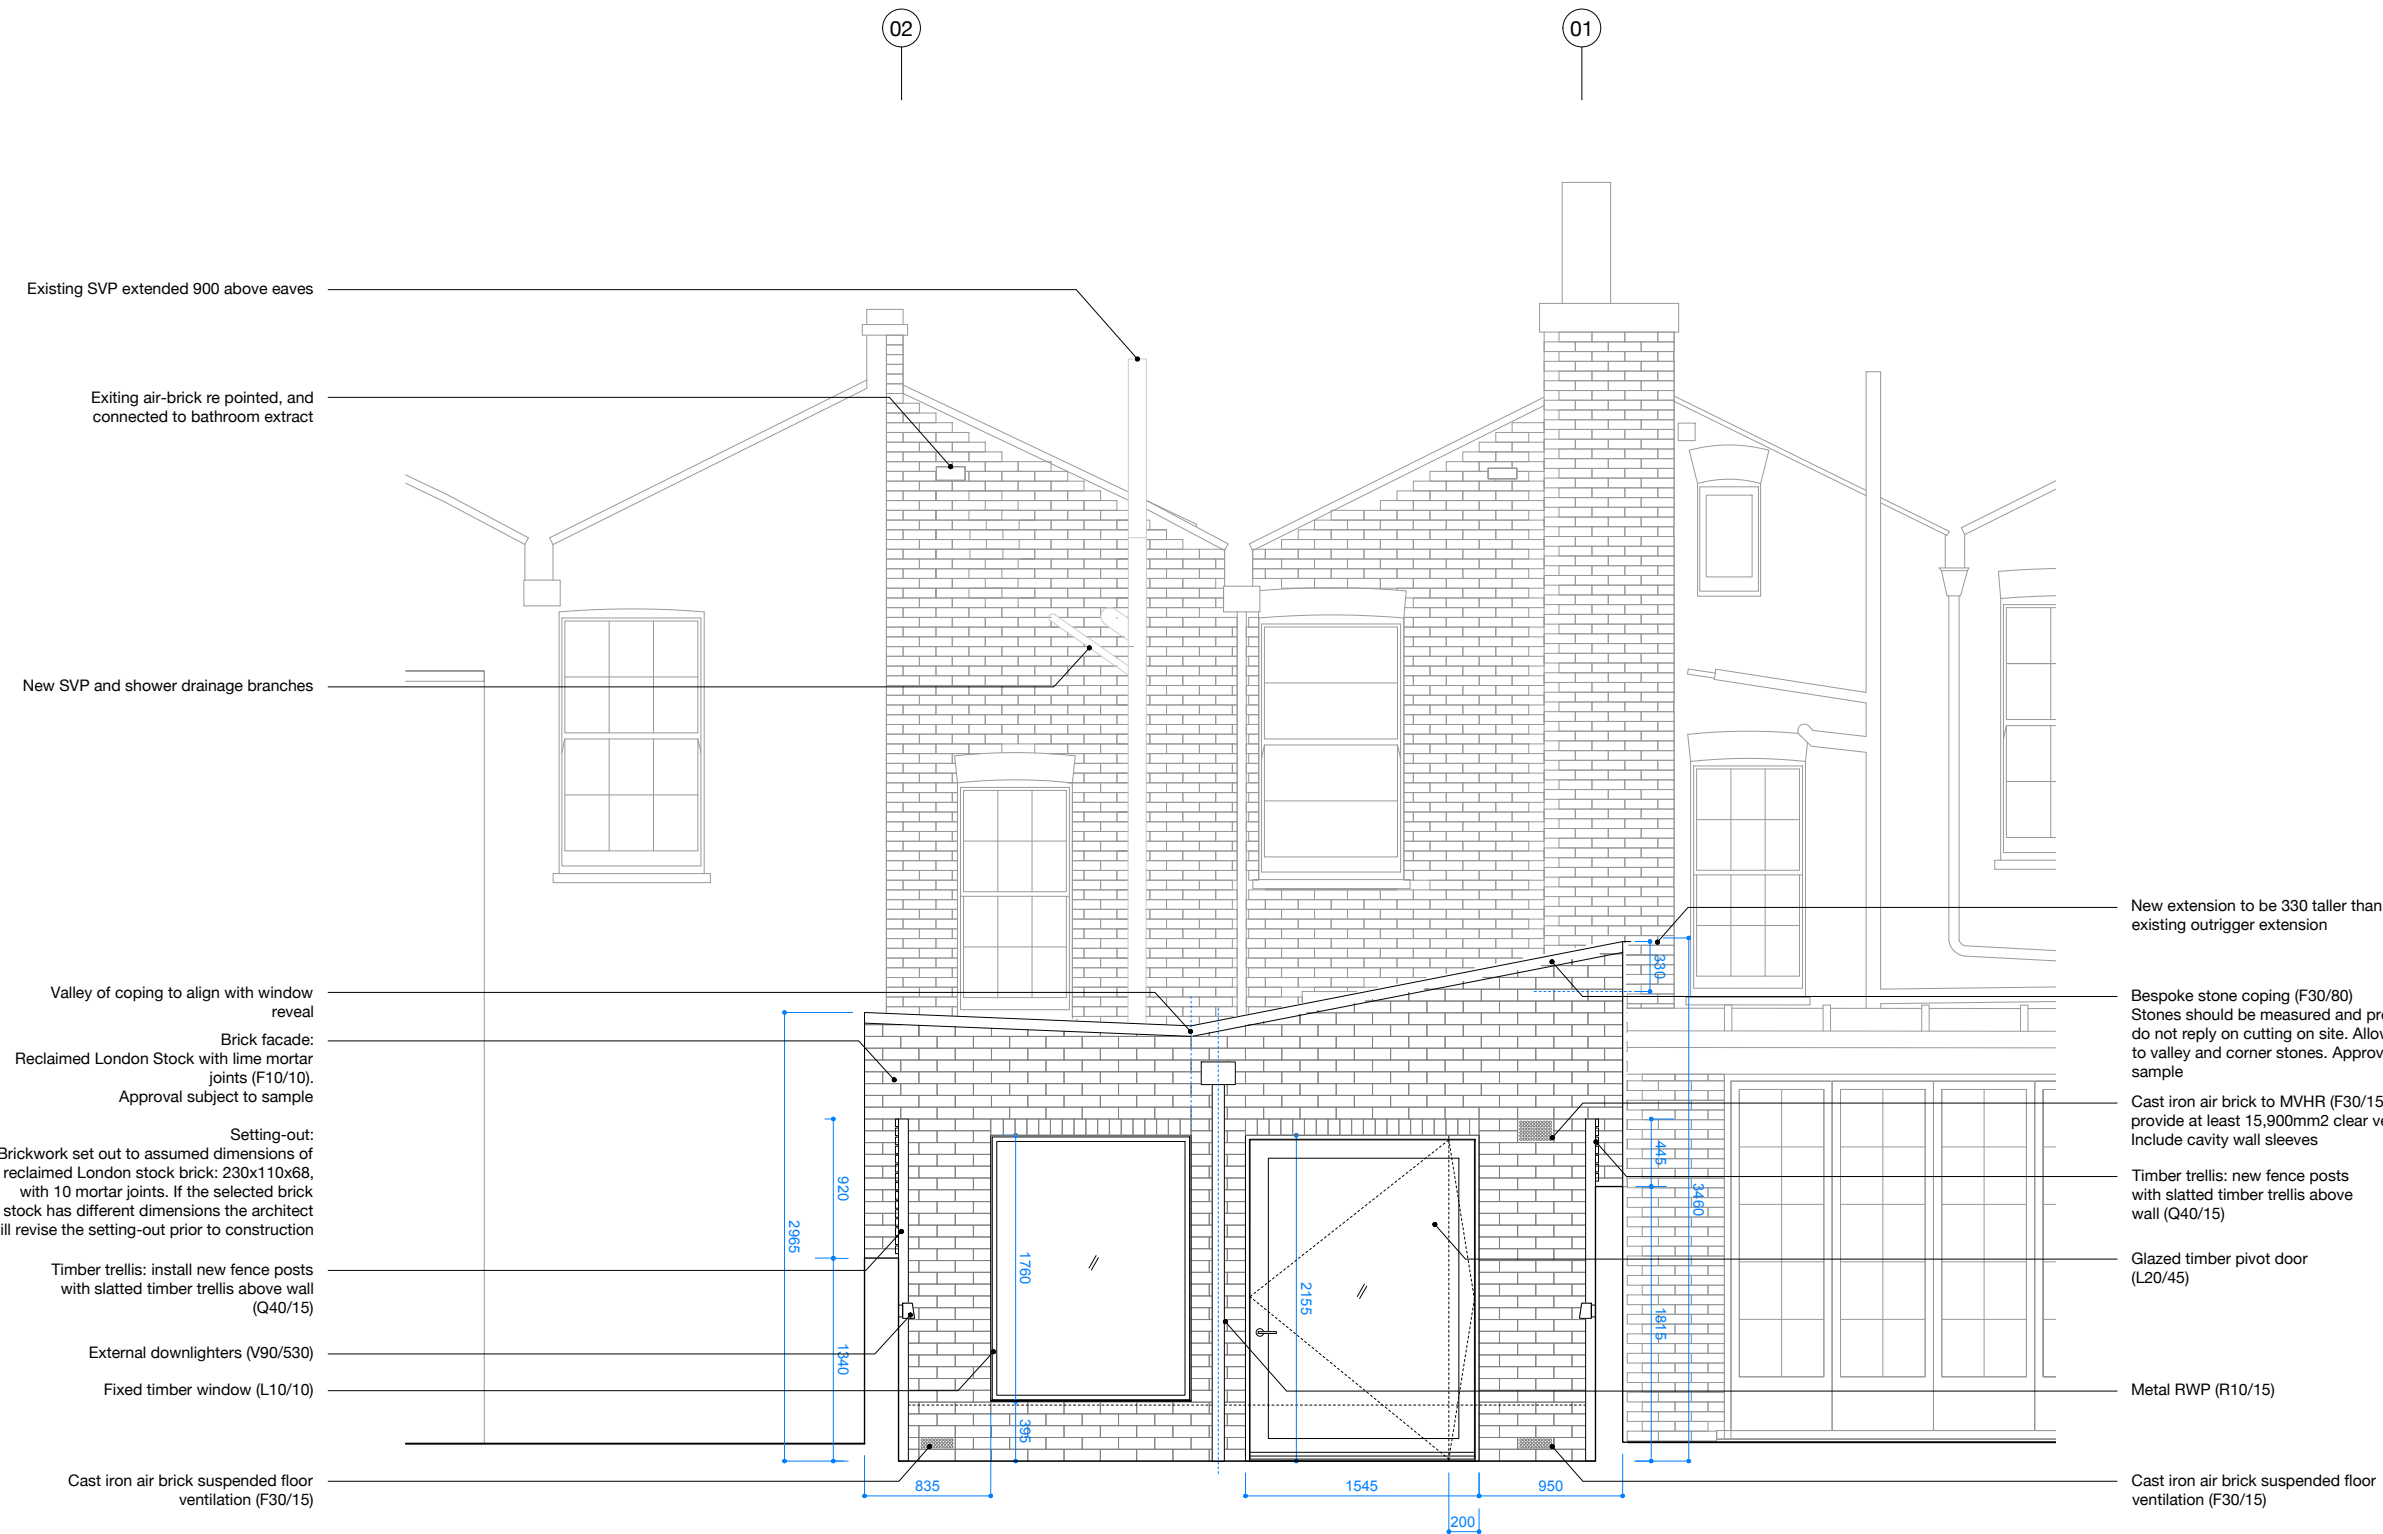 02
01
Existing SVP extended 900 above eaves
Exiting air-brick re pointed, and
connected to bathroom extract
New SVP and shower drainage branches
Valley of coping to align with window
reveal
Brick facade:
Reclaimed London Stock with lime mortar
joints (F10/10).
Approval subject to sample
Setting-out:
Brickwork set out to assumed dimensions of
reclaimed London stock brick: 230x110x68,
with 10 mortar joints. If the selected brick
stock has different dimensions the architect
ill revise the setting-out prior to construction
Timber trellis: install new fence posts
with slatted timber trellis above wall
(Q40/15)
External downlighters (V90/530)
Fixed timber window (L10/10)
Cast iron air brick suspended floor
ventilation (F30/15)
New extension to be 330 taller than
existing outrigger extension
Bespoke stone coping (F30/80)
Stones should be measured and pr
do not reply on cutting on site. Allow
to valley and corner stones. Approv
sample
Cast iron air brick to MVHR (F30/15
provide at least 15,900mm2 clear ve
Include cavity wall sleeves
Timber trellis: new fence posts
with slatted timber trellis above
wall (Q40/15)
Glazed timber pivot door
(L20/45)
Metal RWP (R10/15)
Cast iron air brick suspended floor
ventilation (F30/15)
2965
920
1340
1760
395
2155
330
445
3460
1815
835
1545
950
200